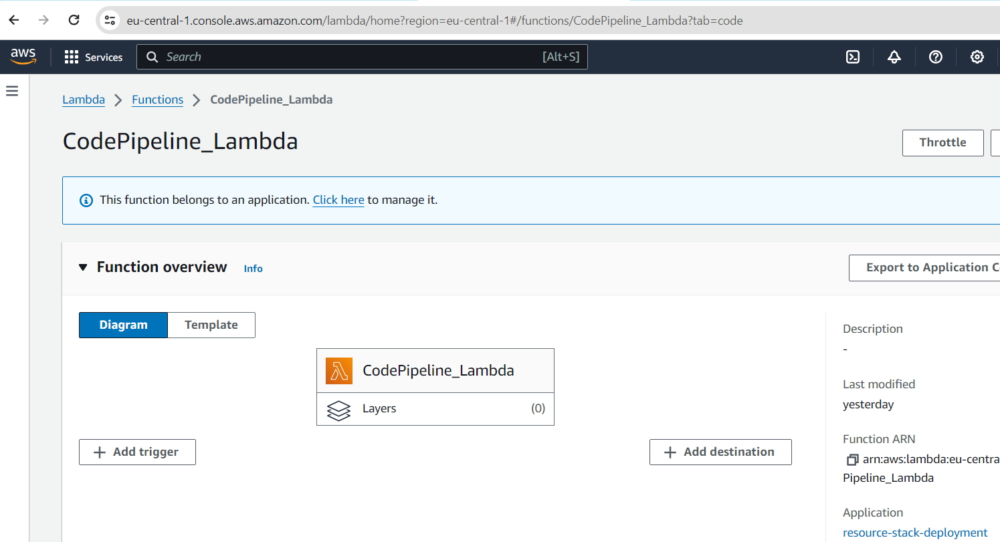 eu-central-1.console.aws.amazon.com/lambda/home?region=eu-central-1#/functions/CodePipeline_Lambda?tab=code
aws
Services
Search
[Alt+S]
Lambda
Functions
CodePipeline_Lambda
CodePipeline_Lambda
Throttle
This function belongs to an application. Click here to manage it.
Function overview
Info
Export to Application C
Diagram
Template
CodePipeline_Lambda
Layers
(0)
Add trigger
Add destination
Description
-
Last modified
yesterday
Function ARN
arn:aws:lambda:eu-centra
Pipeline_Lambda
Application
resource-stack-deployment